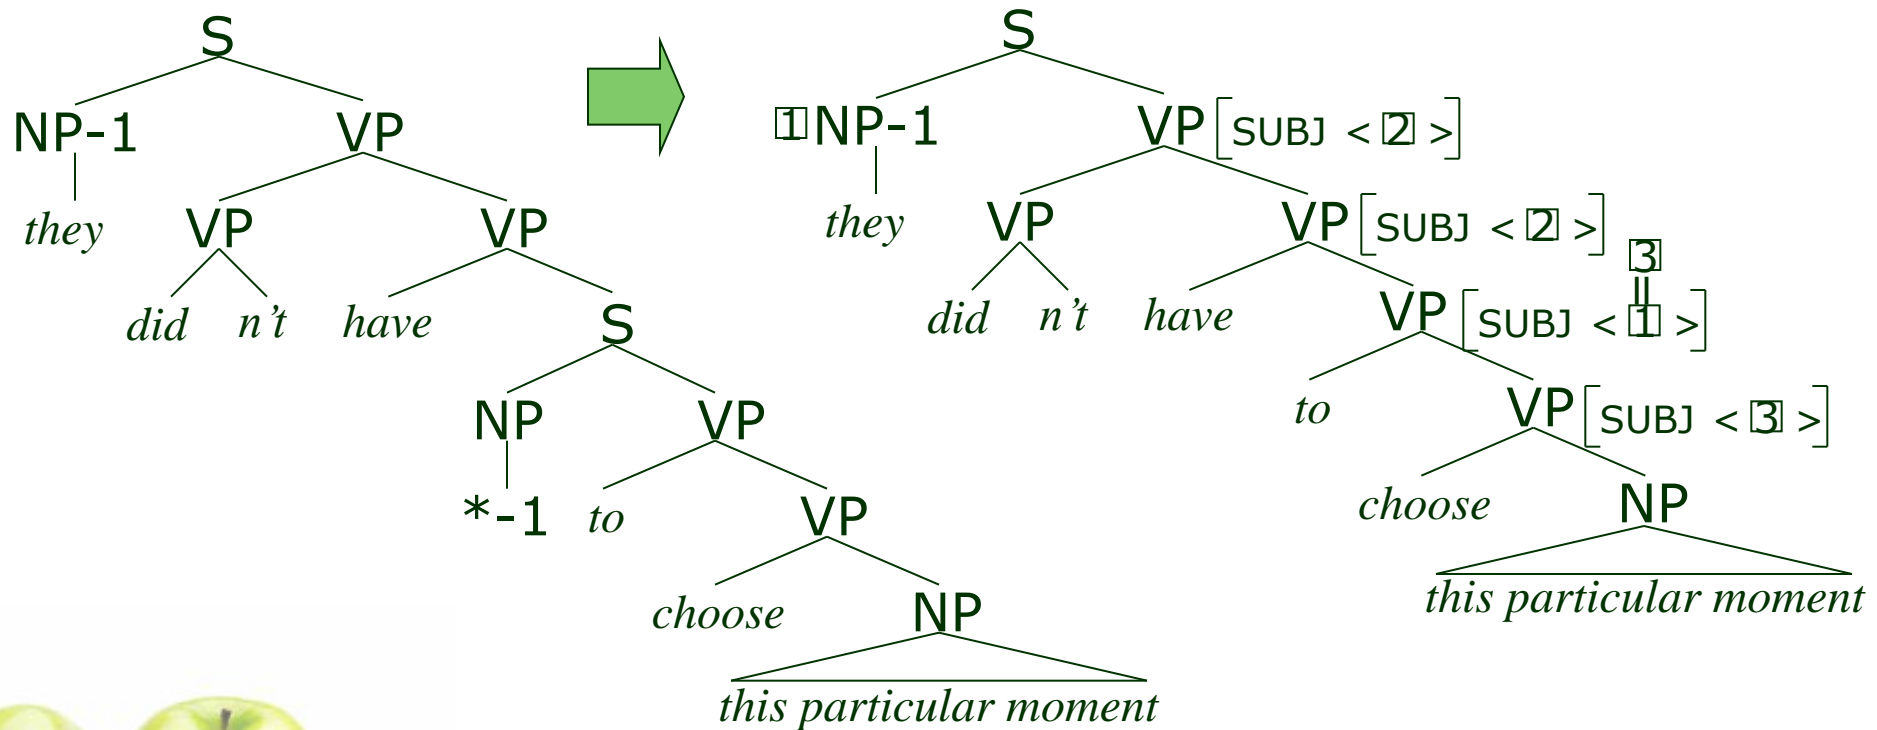 S
NP-1 VP
they VP VP
did n't have S
NP VP
*-1 to VP
choose NP
this particular moment
S
1 NP-1 VP [SUBJ < 2 >]
they VP VP [SUBJ < 2 >]
3
=
did n't have VP [SUBJ < 1 >]
to VP [SUBJ < 3 >]
choose NP
this particular moment